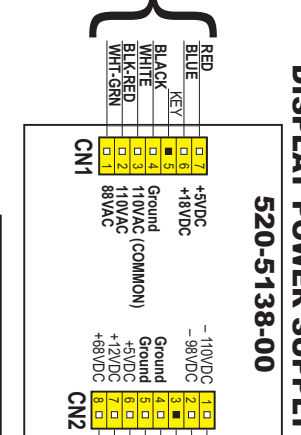 DISPLAY POWER SUPPLY
520-5138-00
RED
BLUE
KEY
BLACK
WHITE
BLK-RED
WHT-GRN
7
6
5
4
3
2
1
CN1
+5VDC
+18VDC
Ground
110VAC (COMMON)
110VAC
88VAC
– 110VDC
– 98VDC
Ground
Ground
+5VDC
+12VDC
+68VDC
1
2
3
4
5
6
7
8
CN2